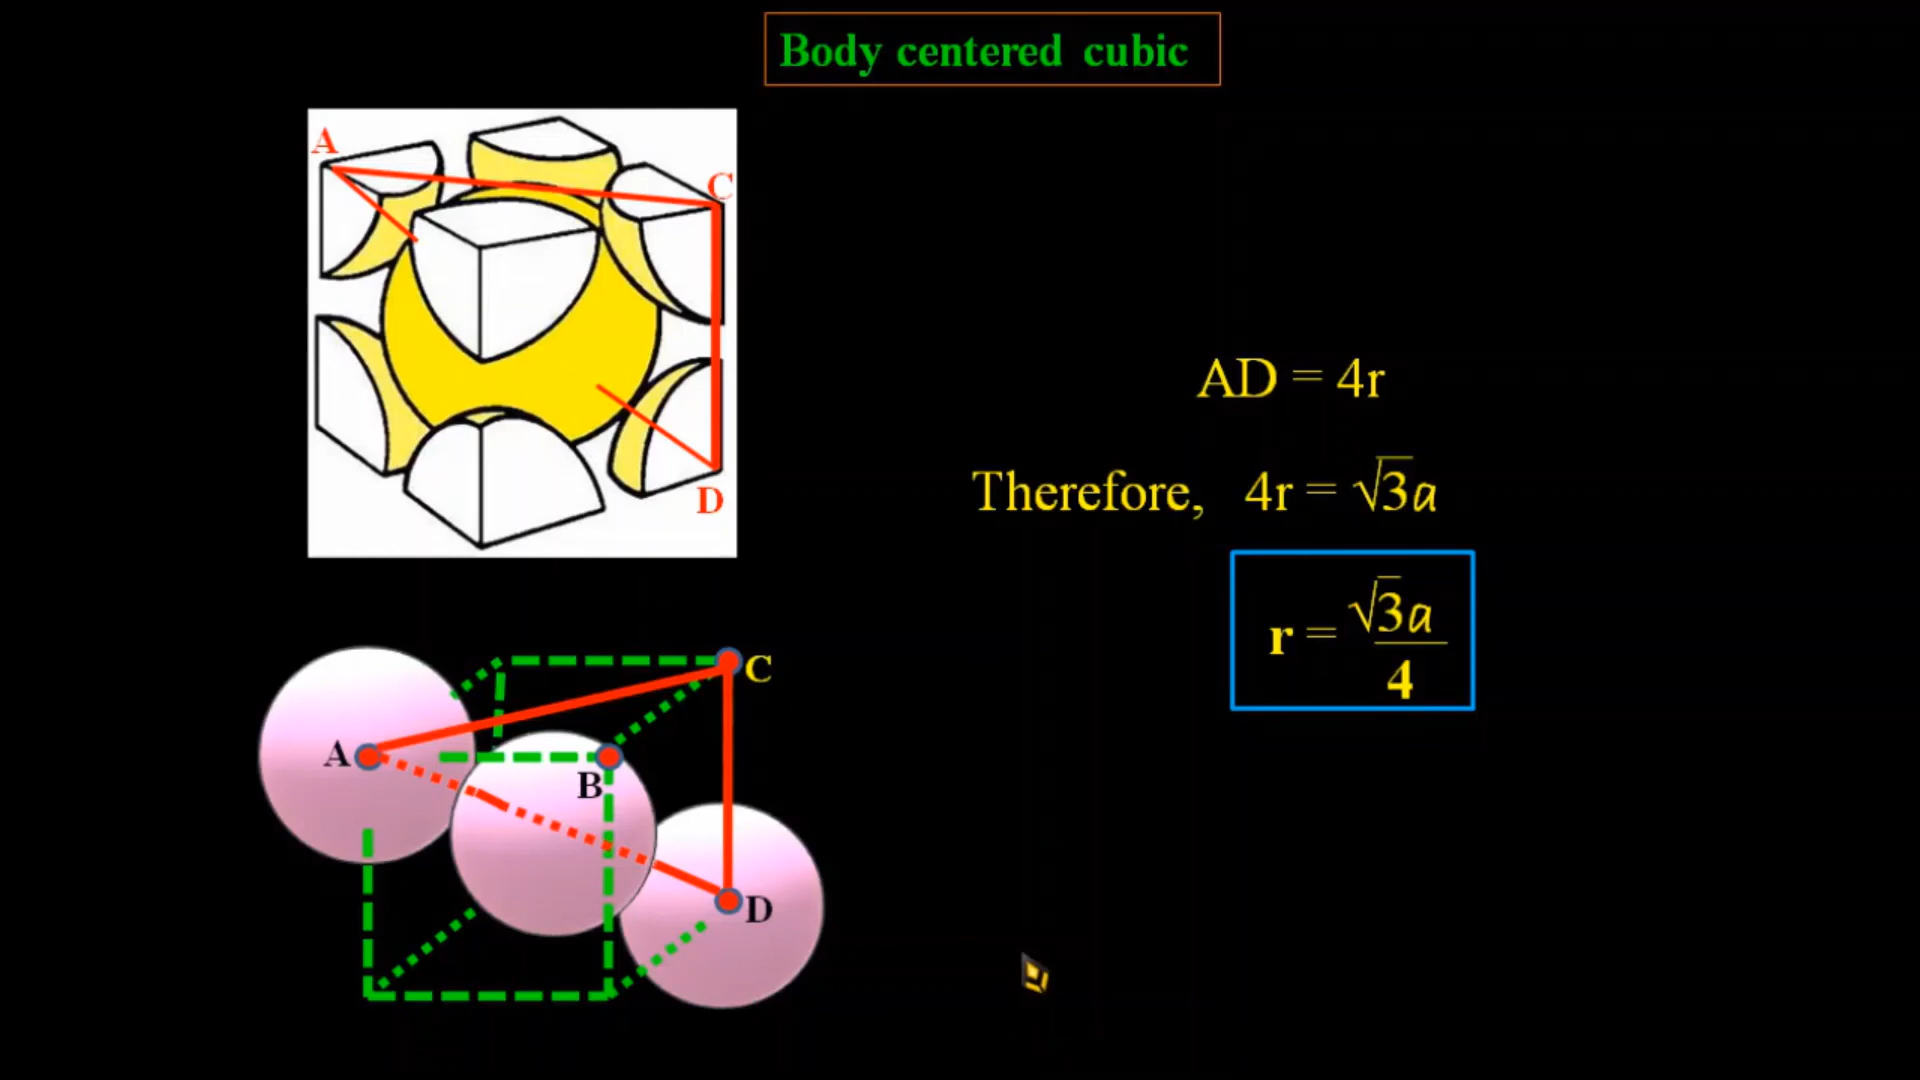 Body centered cubic
A
C
D
AD = 4r
Therefore, 4r = √3a
r = √3a
4
C
A
B
D